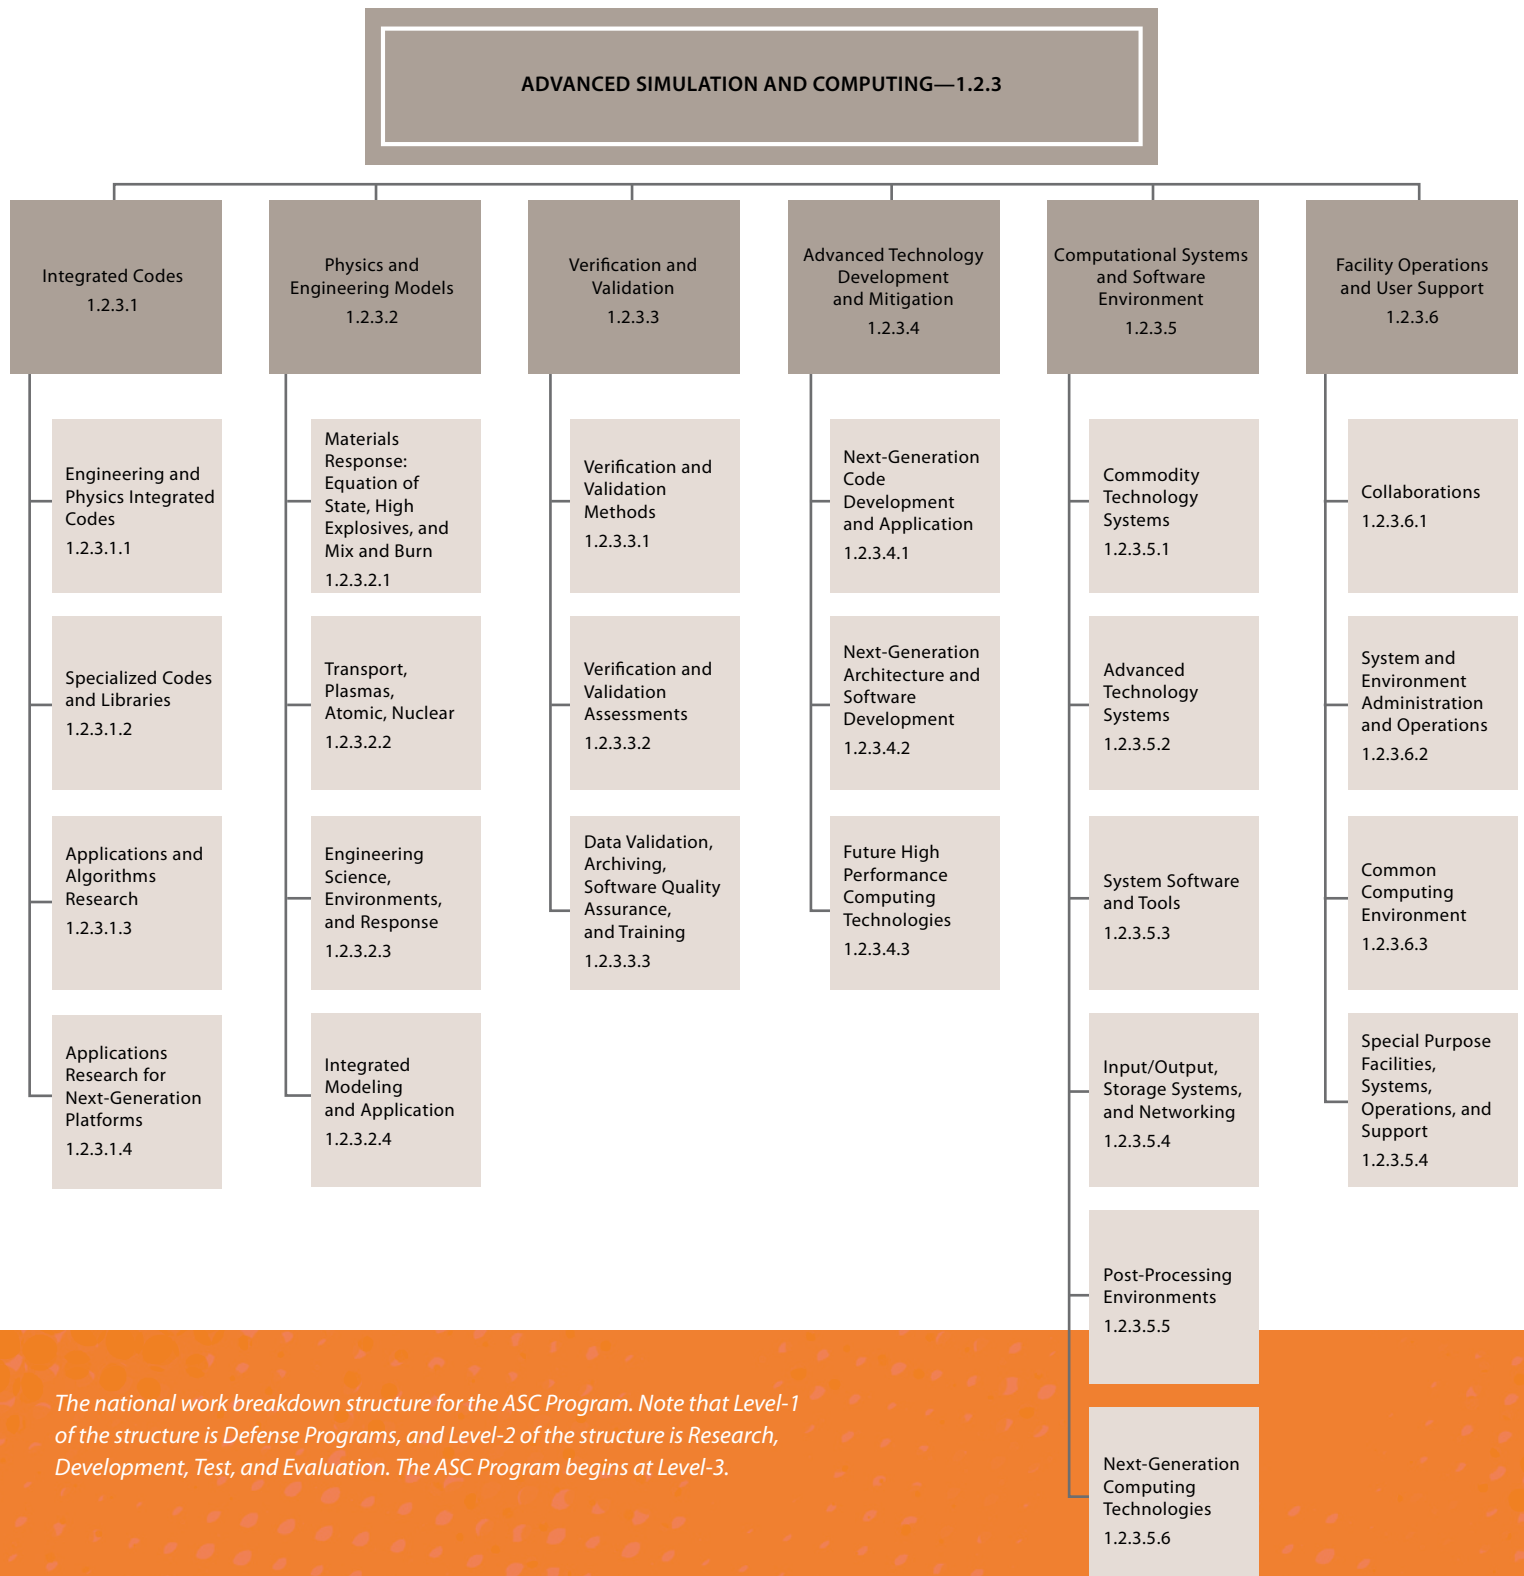 ADVANCED SIMULATION AND COMPUTING—1.2.3
Integrated Codes
1.2.3.1
Physics and
Engineering Models
1.2.3.2
Verification and
Validation
1.2.3.3
Advanced Technology
Development
and Mitigation
1.2.3.4
Computational Systems
and Software
Environment
1.2.3.5
Facility Operations
and User Support
1.2.3.6
Engineering and
Physics Integrated
Codes
1.2.3.1.1
Specialized Codes
and Libraries
1.2.3.1.2
Applications and
Algorithms
Research
1.2.3.1.3
Applications
Research for
Next-Generation
Platforms
1.2.3.1.4
Materials
Response:
Equation of
State, High
Explosives, and
Mix and Burn
1.2.3.2.1
Transport,
Plasmas,
Atomic, Nuclear
1.2.3.2.2
Engineering
Science,
Environments,
and Response
1.2.3.2.3
Integrated
Modeling
and Application
1.2.3.2.4
Verification and
Validation
Methods
1.2.3.3.1
Verification and
Validation
Assessments
1.2.3.3.2
Data Validation,
Archiving,
Software Quality
Assurance,
and Training
1.2.3.3.3
Next-Generation
Code
Development
and Application
1.2.3.4.1
Next-Generation
Architecture and
Software
Development
1.2.3.4.2
Future High
Performance
Computing
Technologies
1.2.3.4.3
Commodity
Technology
Systems
1.2.3.5.1
Advanced
Technology
Systems
1.2.3.5.2
System Software
and Tools
1.2.3.5.3
Input/Output,
Storage Systems,
and Networking
1.2.3.5.4
Post-Processing
Environments
1.2.3.5.5
Next-Generation
Computing
Technologies
1.2.3.5.6
Collaborations
1.2.3.6.1
System and
Environment
Administration
and Operations
1.2.3.6.2
Common
Computing
Environment
1.2.3.6.3
Special Purpose
Facilities,
Systems,
Operations, and
Support
1.2.3.5.4
The national work breakdown structure for the ASC Program. Note that Level-1
of the structure is Defense Programs, and Level-2 of the structure is Research,
Development, Test, and Evaluation. The ASC Program begins at Level-3.